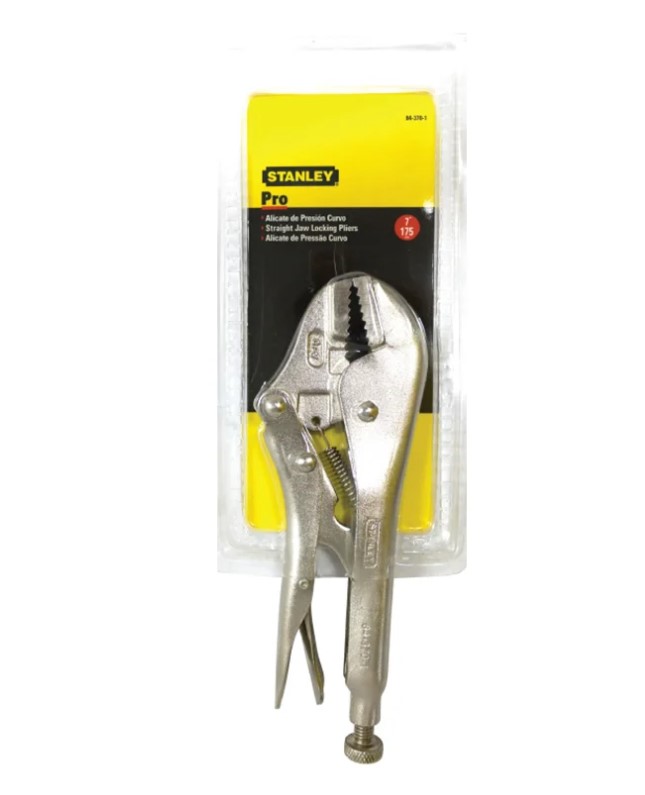 84-370-1
STANLEY
Pro
• Alicate de Presión Curvo
• Straight Jaw Locking Pliers
• Alicate de Pressão Curvo
7"
175